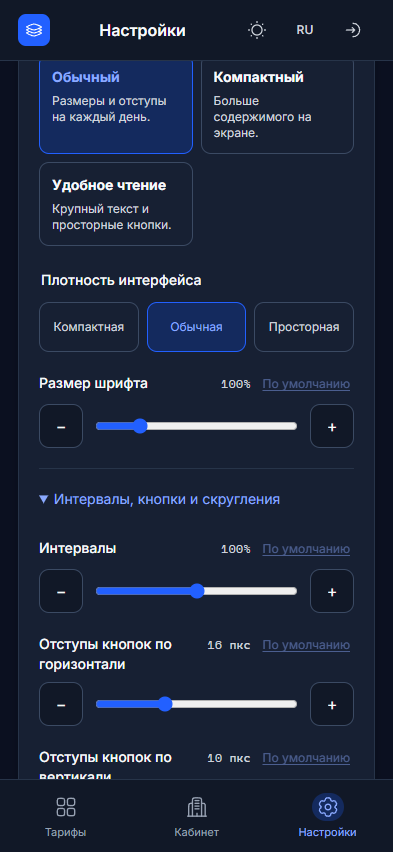 Настройки
RU
Обычный
Размеры и отступы
на каждый день.
Компактный
Больше
содержимого на
экране.
Удобное чтение
Крупный текст и
просторные кнопки.
Плотность интерфейса
Компактная
Обычная
Просторная
Размер шрифта
100%
По умолчанию
−
+
▼ Интервалы, кнопки и скругления
Интервалы
100%
По умолчанию
−
+
Отступы кнопок по
горизонтали
16 пкс
По умолчанию
−
+
Отступы кнопок по
вертикали
10 пкс
По умолчанию
Тарифы
Кабинет
Настройки